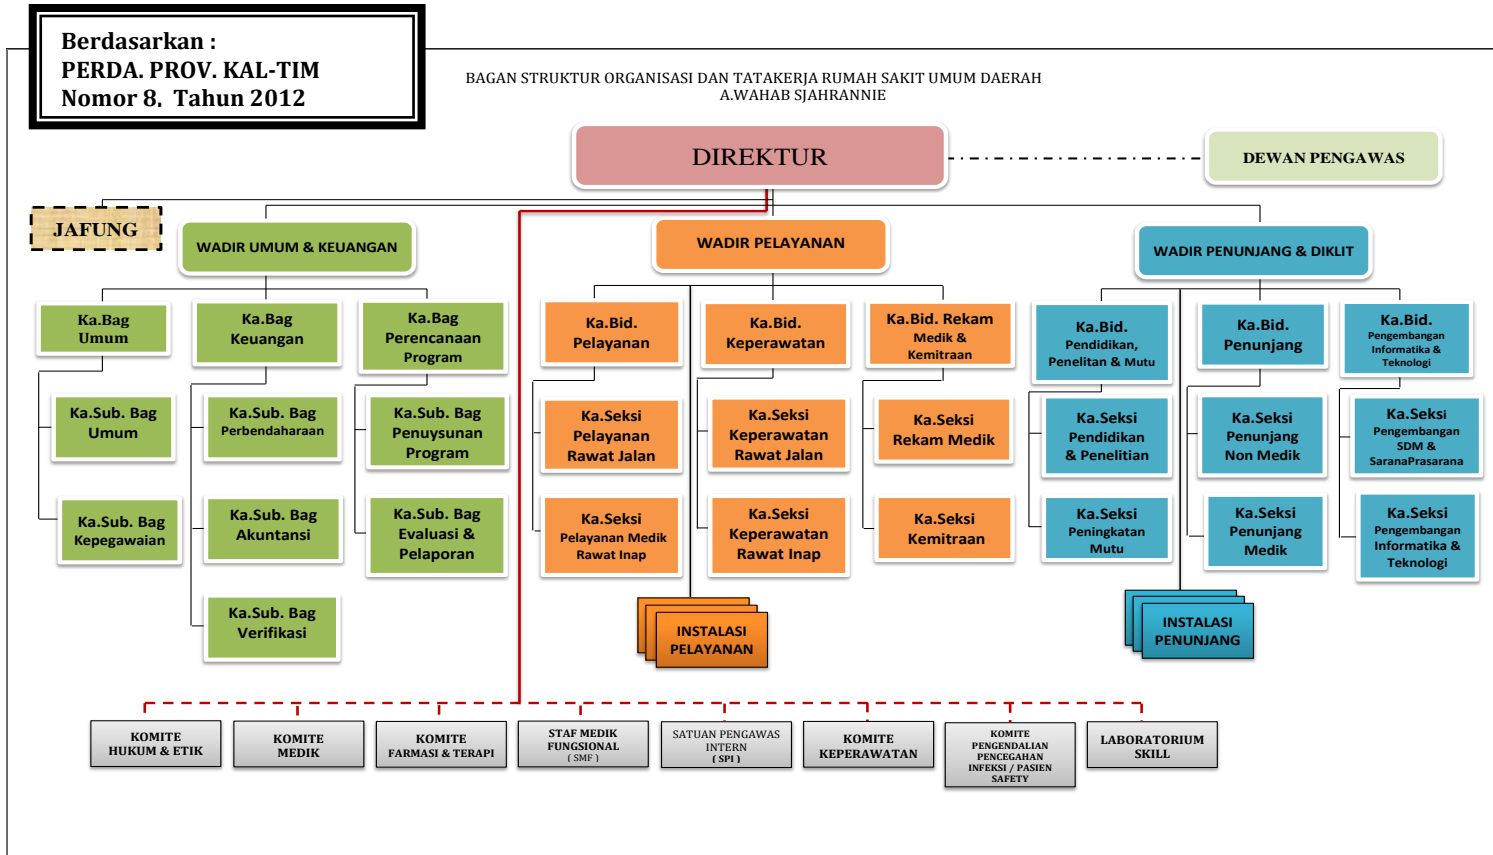 Berdasarkan :
PERDA. PROV. KAL-TIM
Nomor 8, Tahun 2012
BAGAN STRUKTUR ORGANISASI DAN TATAKERJA RUMAH SAKIT UMUM DAERAH
A.WAHAB SJAHRANNIE
DIREKTUR
DEWAN PENGAWAS
JAFUNG
WADIR UMUM & KEUANGAN
WADIR PELAYANAN
WADIR PENUNJANG & DIKLIT
Ka.Bag
Umum
Ka.Bag
Keuangan
Ka.Bag
Perencanaan
Program
Ka.Bid.
Pelayanan
Ka.Bid.
Keperawatan
Ka.Bid. Rekam
Medik &
Kemitraan
Ka.Bid.
Pendidikan,
Penelitan & Mutu
Ka.Bid.
Penunjang
Ka.Bid.
Pengembangan
Informatika &
Teknologi
Ka.Sub. Bag
Umum
Ka.Sub. Bag
Perbendaharaan
Ka.Sub. Bag
Penuysunan
Program
Ka.Seksi
Pelayanan
Rawat Jalan
Ka.Seksi
Keperawatan
Rawat Jalan
Ka.Seksi
Rekam Medik
Ka.Seksi
Pendidikan
& Penelitian
Ka.Seksi
Penunjang
Non Medik
Ka.Seksi
Pengembangan
SDM &
SaranaPrasarana
Ka.Sub. Bag
Kepegawaian
Ka.Sub. Bag
Akuntansi
Ka.Sub. Bag
Evaluasi &
Pelaporan
Ka.Seksi
Pelayanan Medik
Rawat Inap
Ka.Seksi
Keperawatan
Rawat Inap
Ka.Seksi
Kemitraan
Ka.Seksi
Peningkatan
Mutu
Ka.Seksi
Penunjang
Medik
Ka.Seksi
Pengembangan
Informatika &
Teknologi
Ka.Sub. Bag
Verifikasi
INSTALASI
PELAYANAN
INSTALASI
PENUNJANG
KOMITE
HUKUM & ETIK
KOMITE
MEDIK
KOMITE
FARMASI & TERAPI
STAF MEDIK
FUNGSIONAL
( SMF )
SATUAN PENGAWAS
INTERN
( SPI )
KOMITE
KEPERAWATAN
KOMITE
PENGENDALIAN
PENCEGAHAN
INFEKSI / PASIEN
SAFETY
LABORATORIUM
SKILL